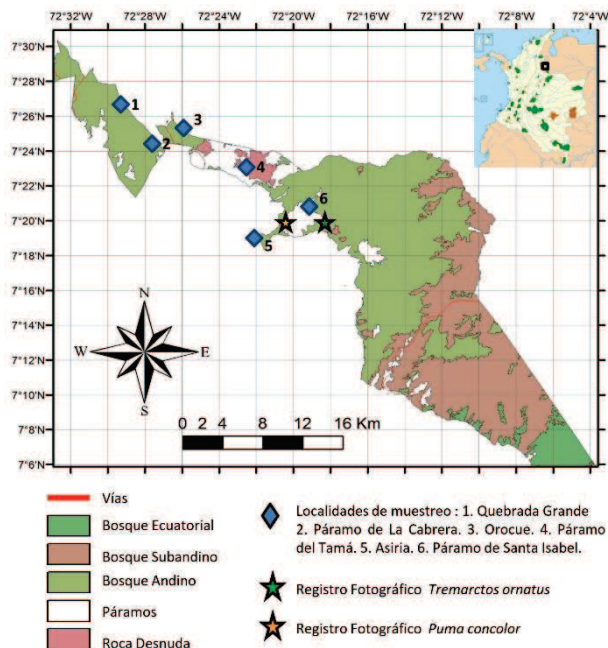 72°32'W 72°28'W 72°26'W 72°20'W 72°18'W 72°11'W 72°8'W 72°4'W
7°30'N
7°28'N
7°26'N
7°24'N
7°22'N
7°20'N
7°18'N
7°16'N
7°14'N
7°12'N
7°10'N
7°8'N
7°6'N
1
2
3
4
5
6
N
W E
S
0 2 4 8 12 16 Km
Vías
Bosque Ecuatorial
Bosque Subandino
Bosque Andino
Páramos
Roca Desnuda
Localidades de muestreo : 1. Quebrada Grande
2. Páramo de La Cabrera. 3. Orocue. 4. Páramo
del Tamá. 5. Asiria. 6. Páramo de Santa Isabel.
Registro Fotográfico Tremarctos ornatus
Registro Fotográfico Puma concolor